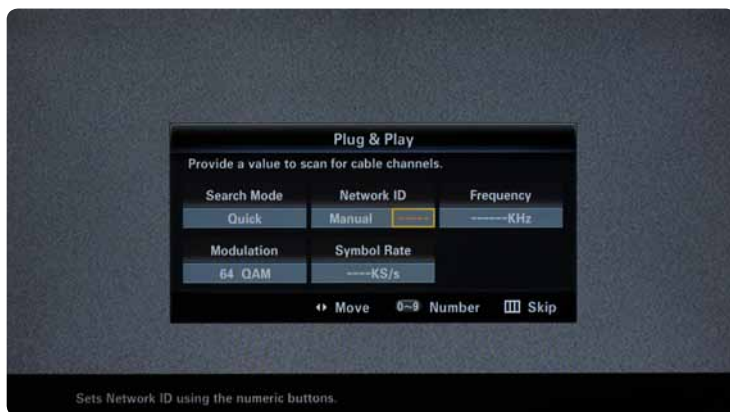 Plug & Play
Provide a value to scan for cable channels.
Search Mode Network ID Frequency
Quick Manual ----- ------KHz
Modulation Symbol Rate
64 QAM ----KS/s
Move 0~9 Number Skip
Sets Network ID using the numeric buttons.